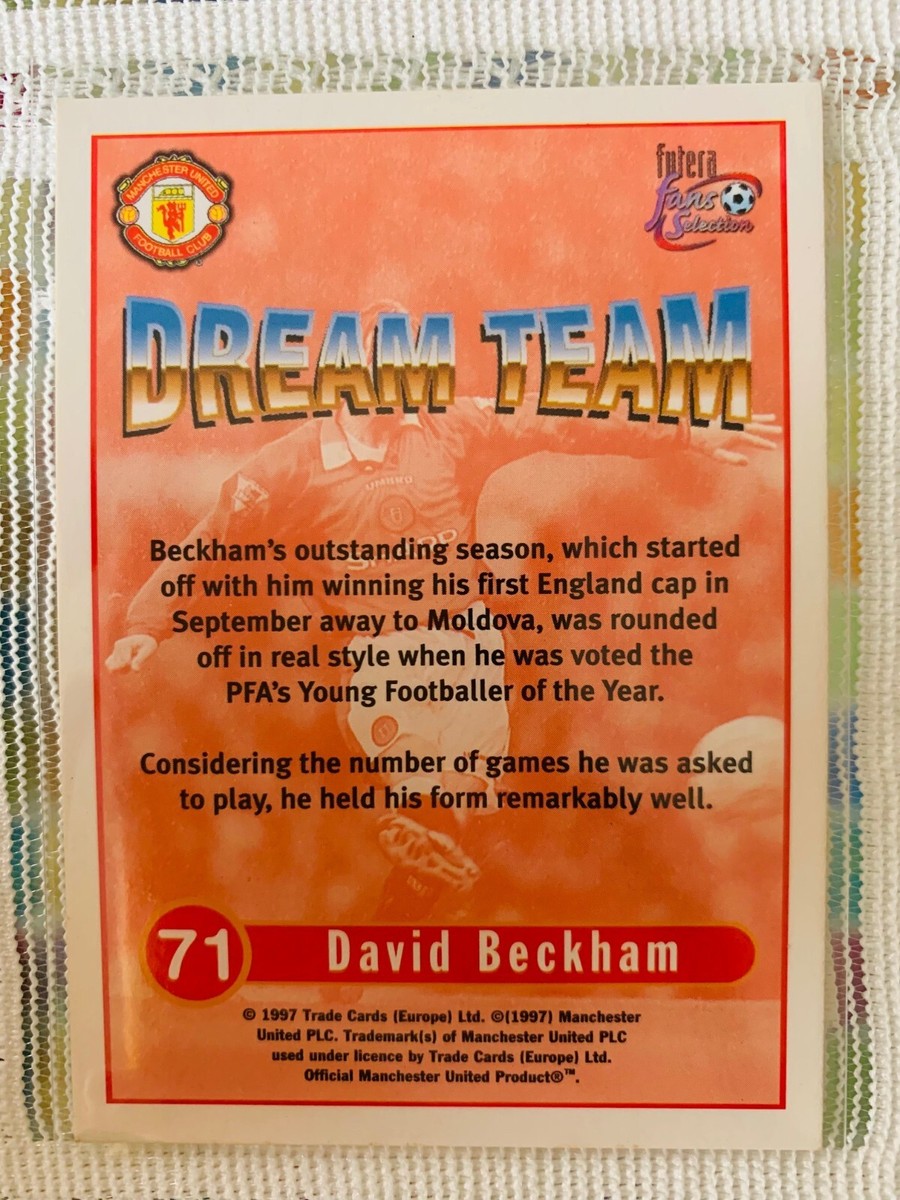 MANCHESTER UNITED
FOOTBALL CLUB
futera
fans
Selection
DREAM TEAM
UMBRO
SHARP
Beckham's outstanding season, which started
off with him winning his first England cap in
September away to Moldova, was rounded
off in real style when he was voted the
PFA's Young Footballer of the Year.
Considering the number of games he was asked
to play, he held his form remarkably well.
71
David Beckham
© 1997 Trade Cards (Europe) Ltd. ©(1997) Manchester
United PLC. Trademark(s) of Manchester United PLC
used under licence by Trade Cards (Europe) Ltd.
Official Manchester United Product®™.